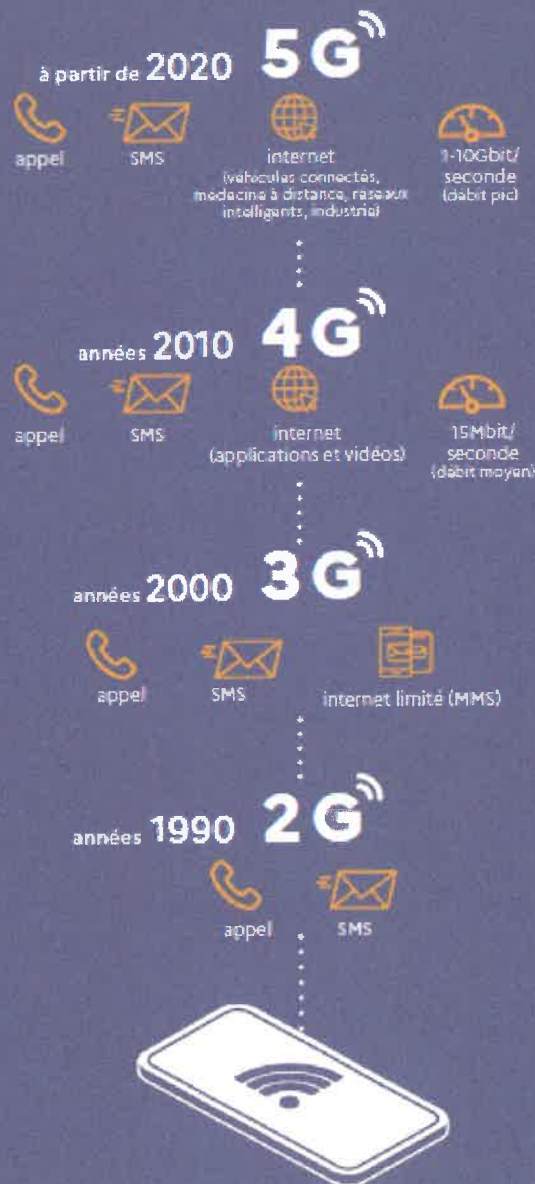 à partir de 2020 5G
appel
SMS
internet
(véhicules connectés,
médecine à distance, réseaux
intelligents, industrie)
1-10Gbit/
seconde
(débit pic)
années 2010 4G
appel
SMS
internet
(applications et vidéos)
15Mbit/
seconde
(débit moyen)
années 2000 3G
appel
SMS
internet limité (MMS)
années 1990 2G
appel
SMS